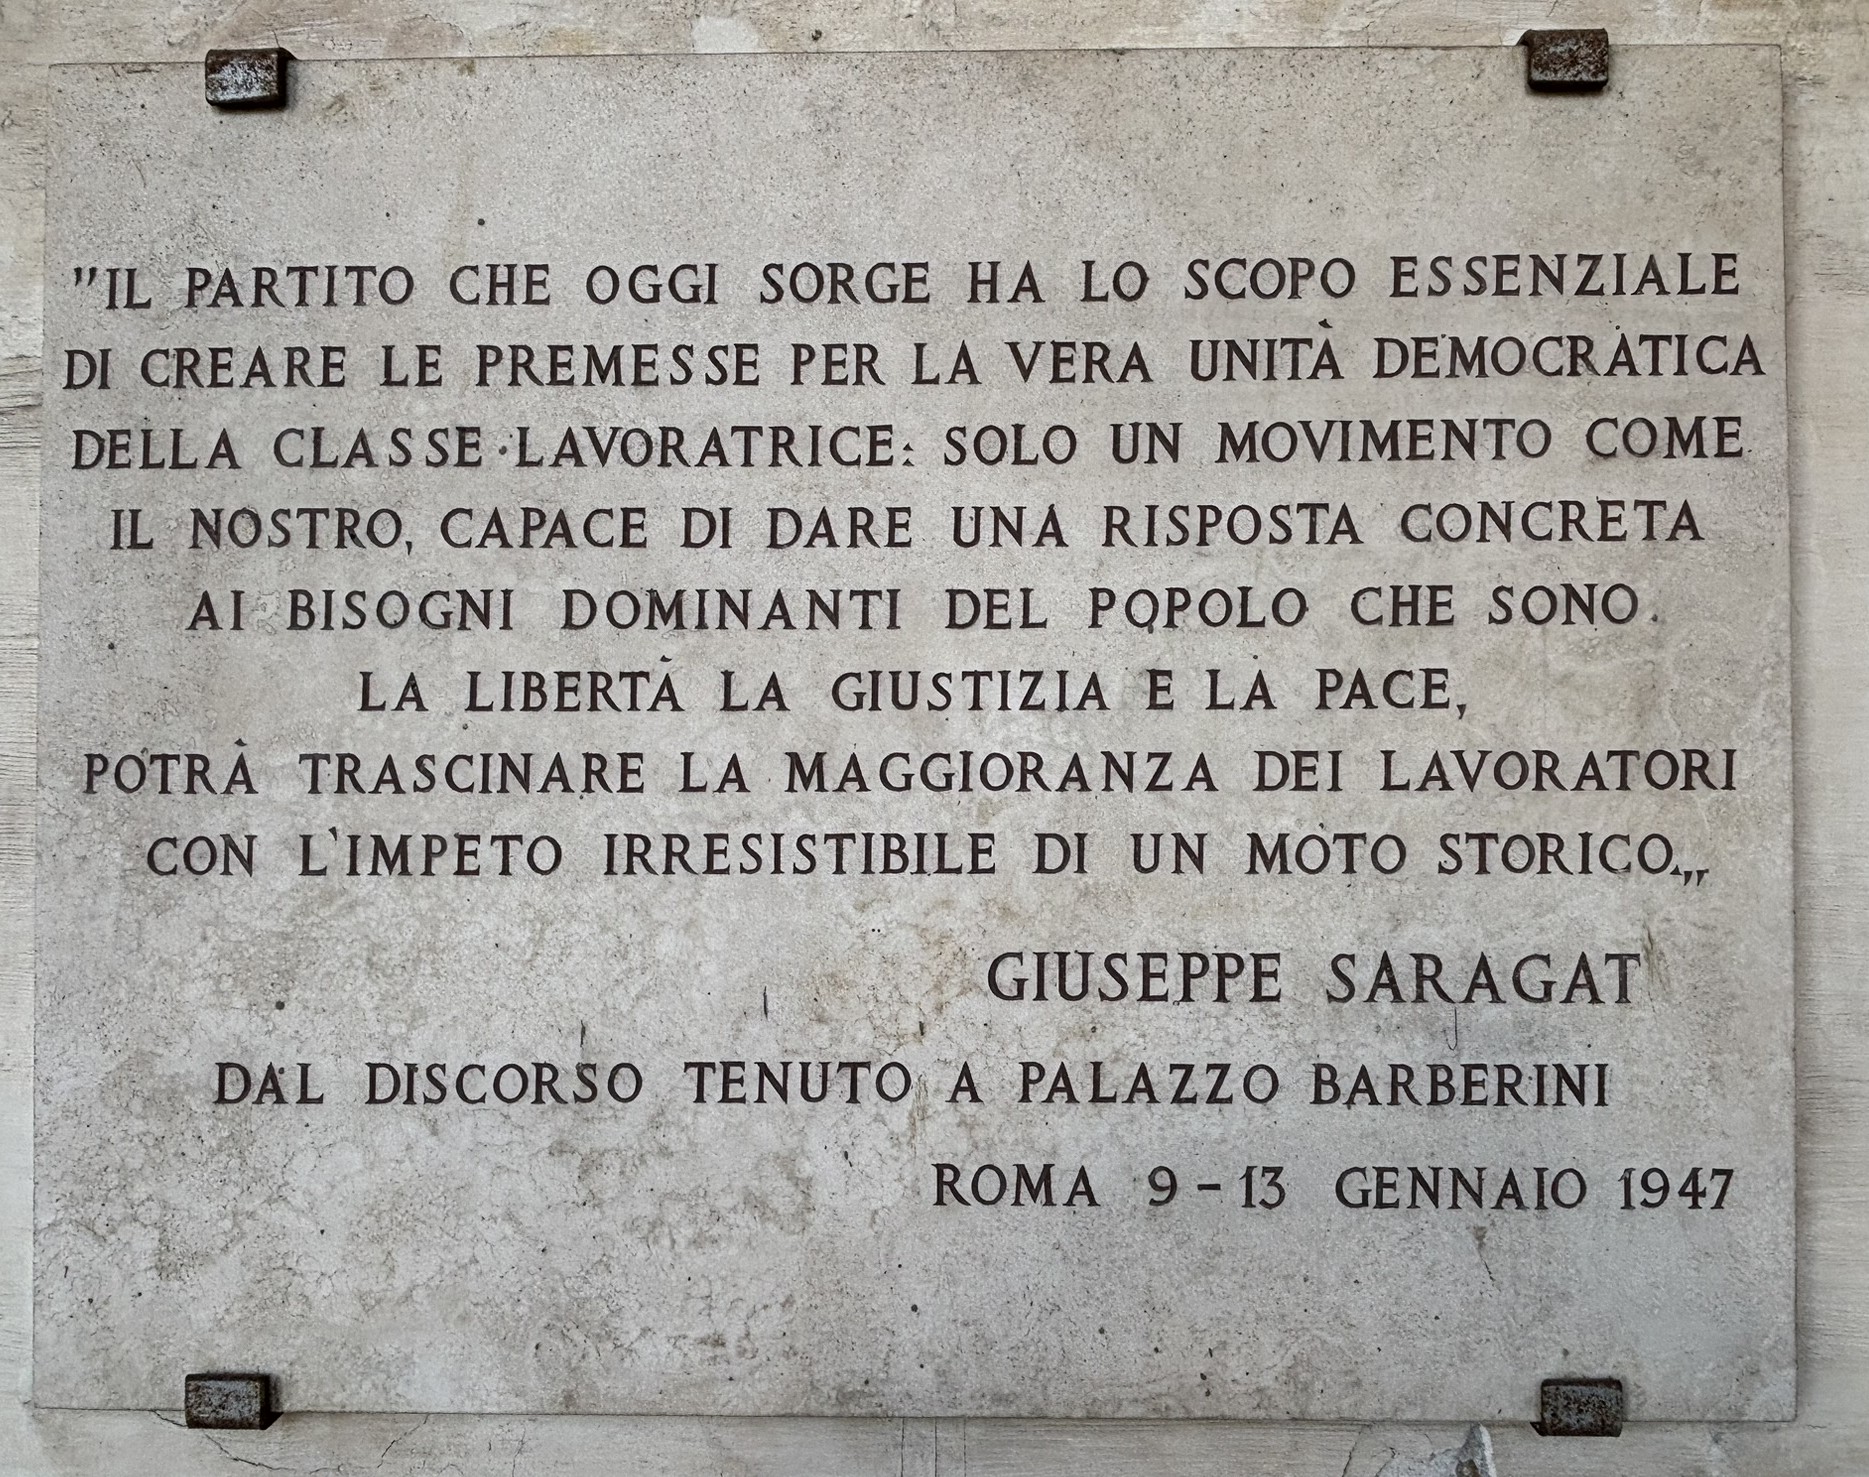 "IL PARTITO CHE OGGI SORGE HA LO SCOPO ESSENZIALE
DI CREARE LE PREMESSE PER LA VERA UNITÀ DEMOCRATICA
DELLA CLASSE LAVORATRICE: SOLO UN MOVIMENTO COME
IL NOSTRO, CAPACE DI DARE UNA RISPOSTA CONCRETA
AI BISOGNI DOMINANTI DEL POPOLO CHE SONO.
LA LIBERTÀ LA GIUSTIZIA E LA PACE,
POTRÀ TRASCINARE LA MAGGIORANZA DEI LAVORATORI
CON L'IMPETO IRRESISTIBILE DI UN MOTO STORICO.„
GIUSEPPE SARAGAT
DAL DISCORSO TENUTO A PALAZZO BARBERINI
ROMA 9-13 GENNAIO 1947